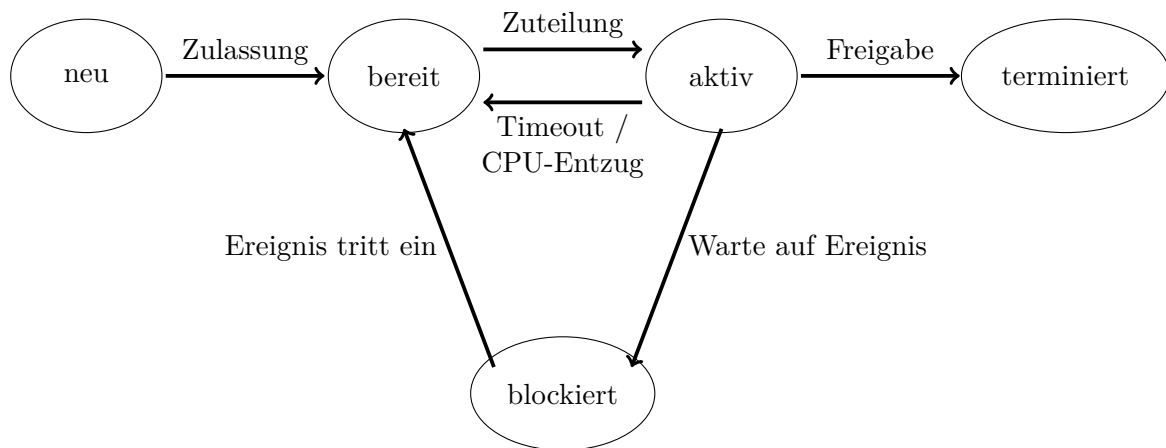 neu
Zulassung
bereit
Zuteilung
Timeout /
CPU-Entzug
aktiv
Freigabe
terminiert
Ereignis tritt ein
Warte auf Ereignis
blockiert